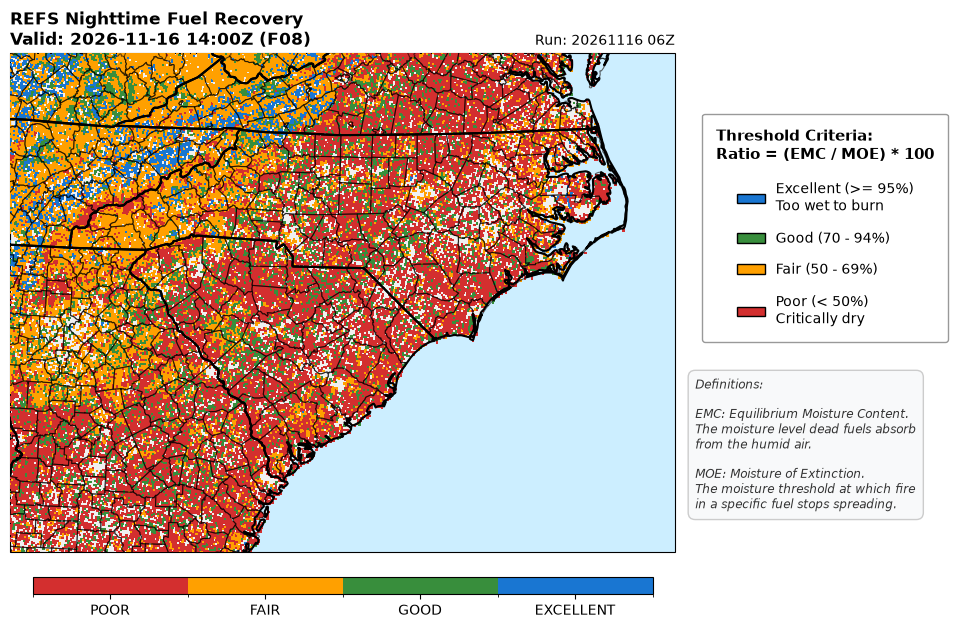 REFS Nighttime Fuel Recovery
Valid: 2026-11-16 14:00Z (F08)
Run: 20261116 06Z
Threshold Criteria:
Ratio = (EMC / MOE) * 100
Excellent (>= 95%)
Too wet to burn
Good (70 - 94%)
Fair (50 - 69%)
Poor (< 50%)
Critically dry
Definitions:
EMC: Equilibrium Moisture Content.
The moisture level dead fuels absorb
from the humid air.
MOE: Moisture of Extinction.
The moisture threshold at which fire
in a specific fuel stops spreading.
POOR
FAIR
GOOD
EXCELLENT